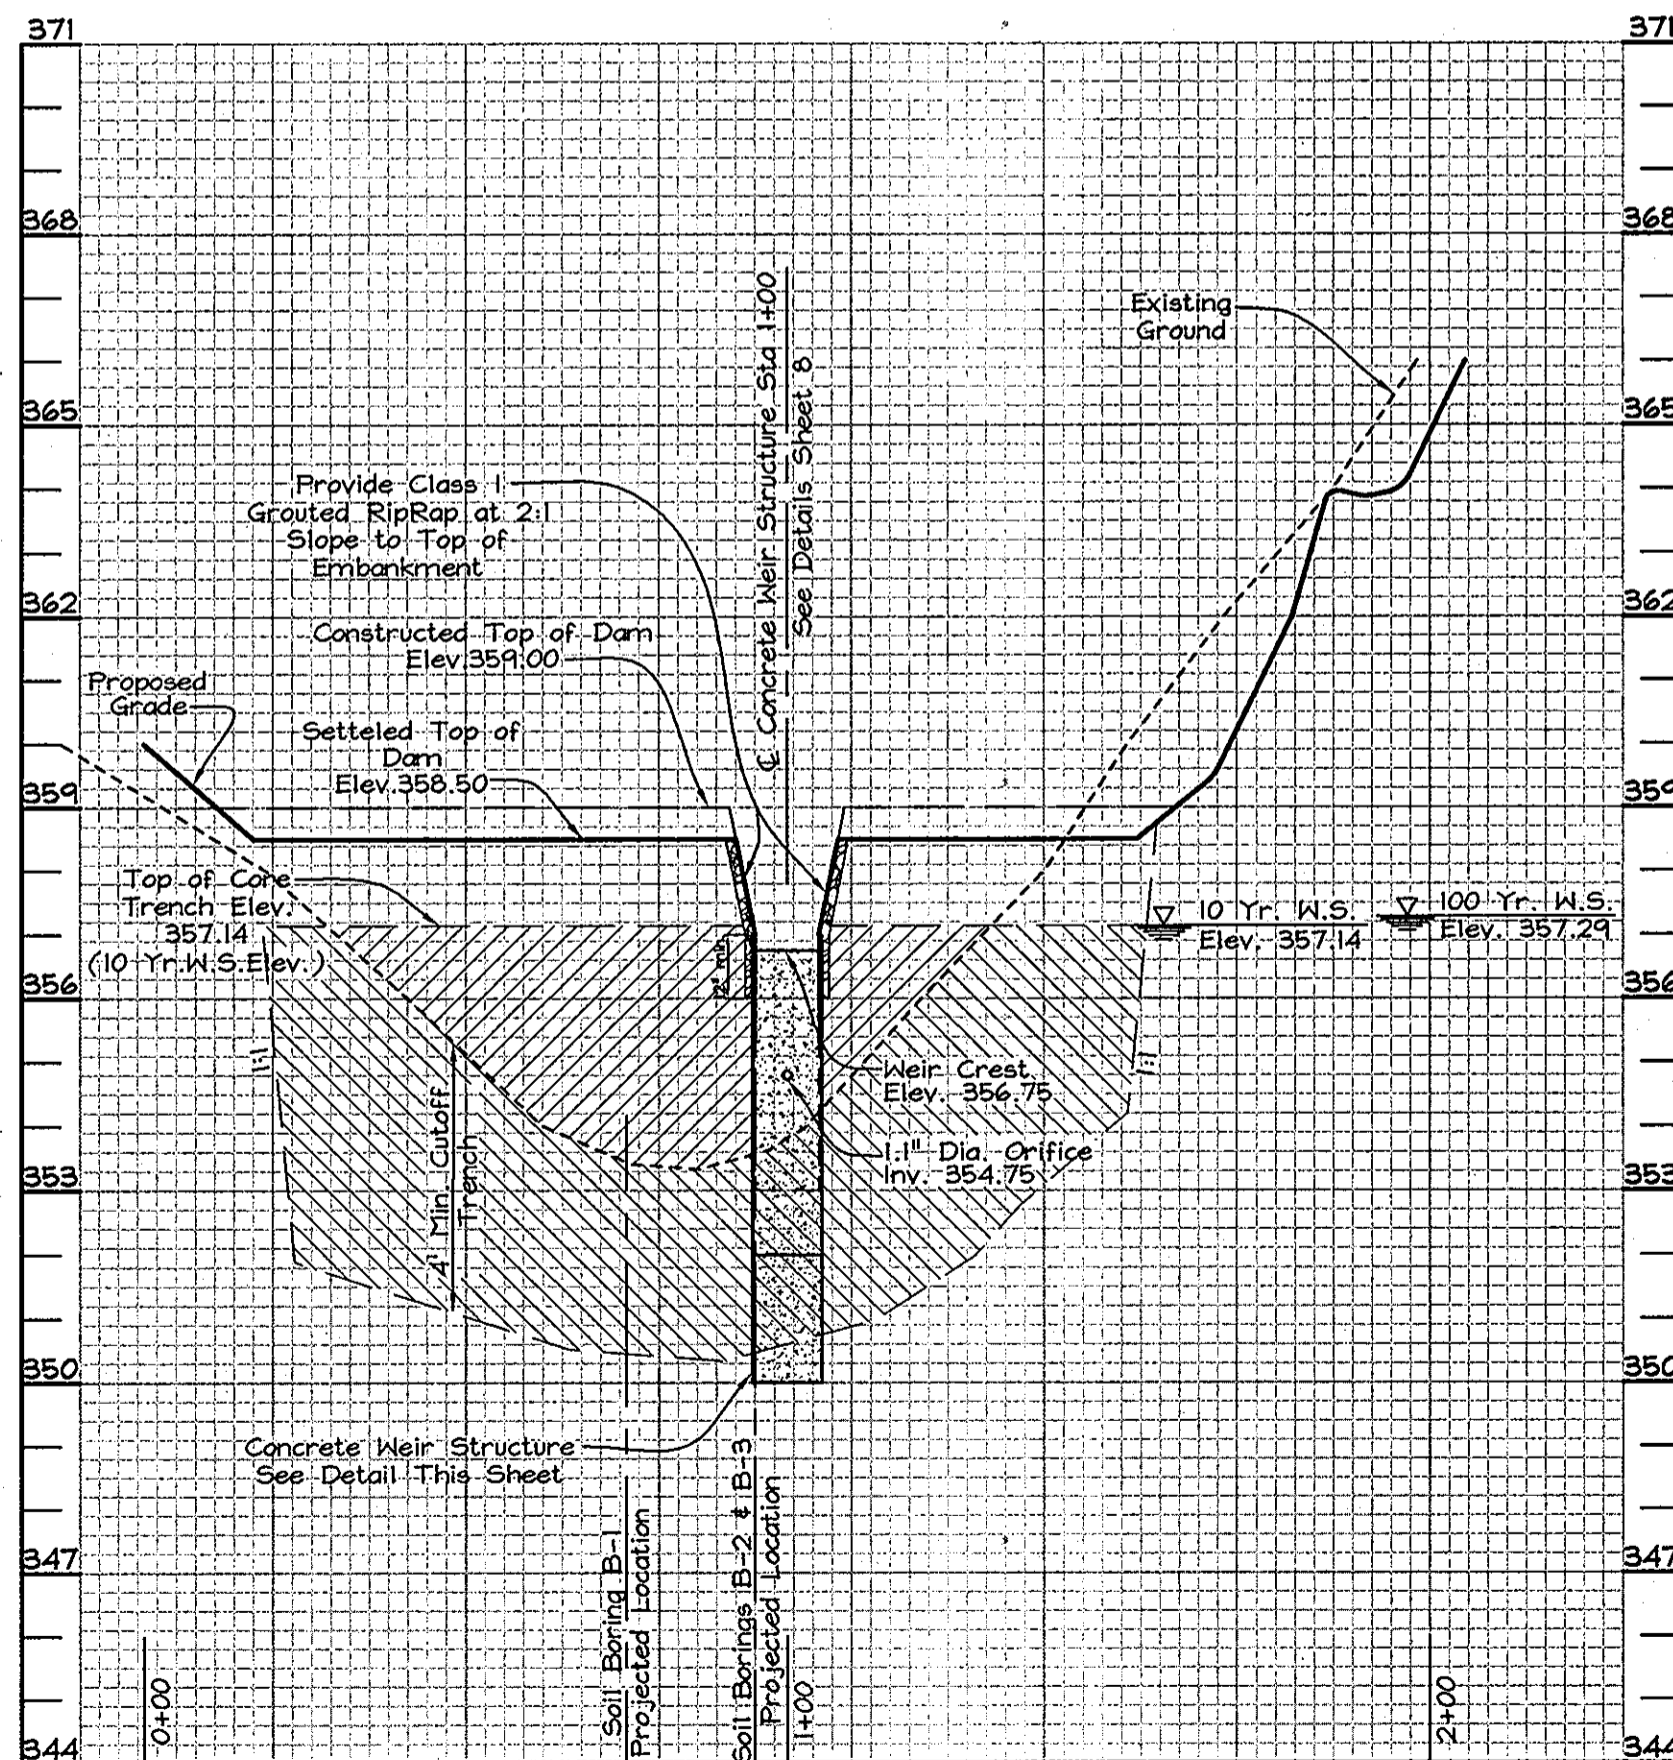 371
371
368
368
365
365
362
362
359
359
356
356
353
353
350
350
347
347
344
344
℄ Concrete Weir Structure Sta 1+00
See Details Sheet 8
Existing
Ground
Provide Class 1
Grouted RipRap at 2:1
Slope to Top of
Embankment
Constructed Top of Dam
Elev.359.00
Proposed
Grade
Setteled Top of
Dam
Elev.358.50
Top of Core
Trench Elev.
357.14
(10 Yr.W.S.Elev.)
10 Yr. W.S.
Elev. 357.14
100 Yr. W.S.
Elev. 357.29
1:1
1:1
4' Min. Cutoff
Trench
Weir Crest
Elev. 356.75
1.1" Dia. Orifice
Inv. 354.75
Concrete Weir Structure
See Detail This Sheet
Soil Boring B-1
Projected Location
Soil Borings B-2 & B-3
Projected Location
0+00
1+00
2+00